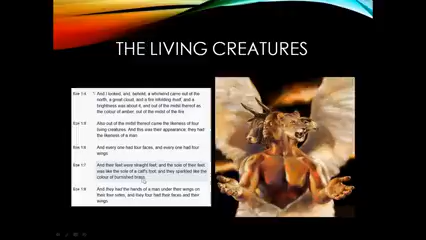 THE LIVING CREATURES
Eze 1:4 ¶ And I looked, and, behold, a whirlwind came out of the
north, a great cloud, and a fire infolding itself, and a
brightness was about it, and out of the midst thereof as
the colour of amber, out of the midst of the fire
Eze 1:5 Also out of the midst thereof came the likeness of four
living creatures. And this was their appearance; they had
the likeness of a man
Eze 1:6 And every one had four faces, and every one had four
wings
Eze 1:7 And their feet were straight feet; and the sole of their feet
was like the sole of a calf's foot: and they sparkled like the
colour of burnished brass.
Eze 1:8 And they had the hands of a man under their wings on
their four sides; and they four had their faces and their
wings